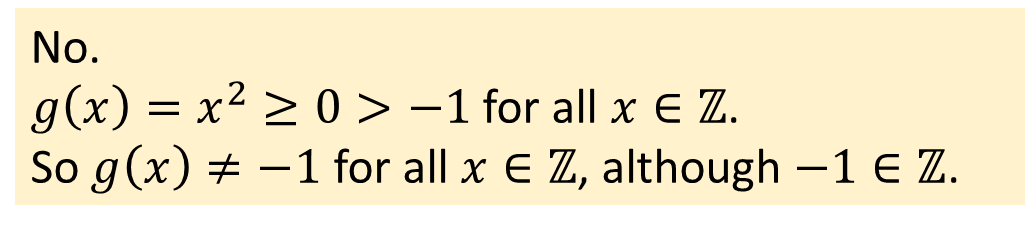 No.
g(x) = x² ≥ 0 > −1 for all x ∈ ℤ.
So g(x) ≠ −1 for all x ∈ ℤ, although −1 ∈ ℤ.